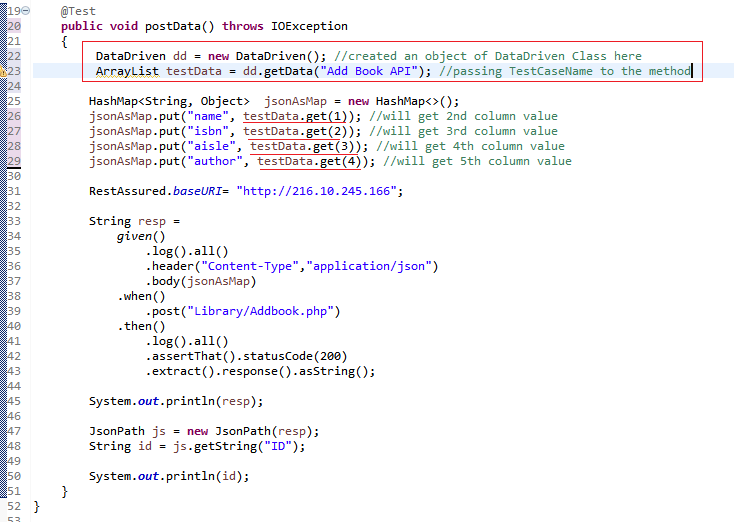 19 @Test
20 public void postData() throws IOException
21 {
22 DataDriven dd = new DataDriven(); //created an object of DataDriven Class here
23 ArrayList testData = dd.getData("Add Book API"); //passing TestCaseName to the method
24
25 HashMap<String, Object>  jsonAsMap = new HashMap<>();
26 jsonAsMap.put("name", testData.get(1)); //will get 2nd column value
27 jsonAsMap.put("isbn", testData.get(2)); //will get 3rd column value
28 jsonAsMap.put("aisle", testData.get(3)); //will get 4th column value
29 jsonAsMap.put("author", testData.get(4)); //will get 5th column value
30
31 RestAssured.baseURI= "http://216.10.245.166";
32
33 String resp =
34 given()
35 .log().all()
36 .header("Content-Type","application/json")
37 .body(jsonAsMap)
38 .when()
39 .post("Library/Addbook.php")
40 .then()
41 .log().all()
42 .assertThat().statusCode(200)
43 .extract().response().asString();
44
45 System.out.println(resp);
46
47 JsonPath js = new JsonPath(resp);
48 String id = js.getString("ID");
49
50 System.out.println(id);
51 }
52 }
53